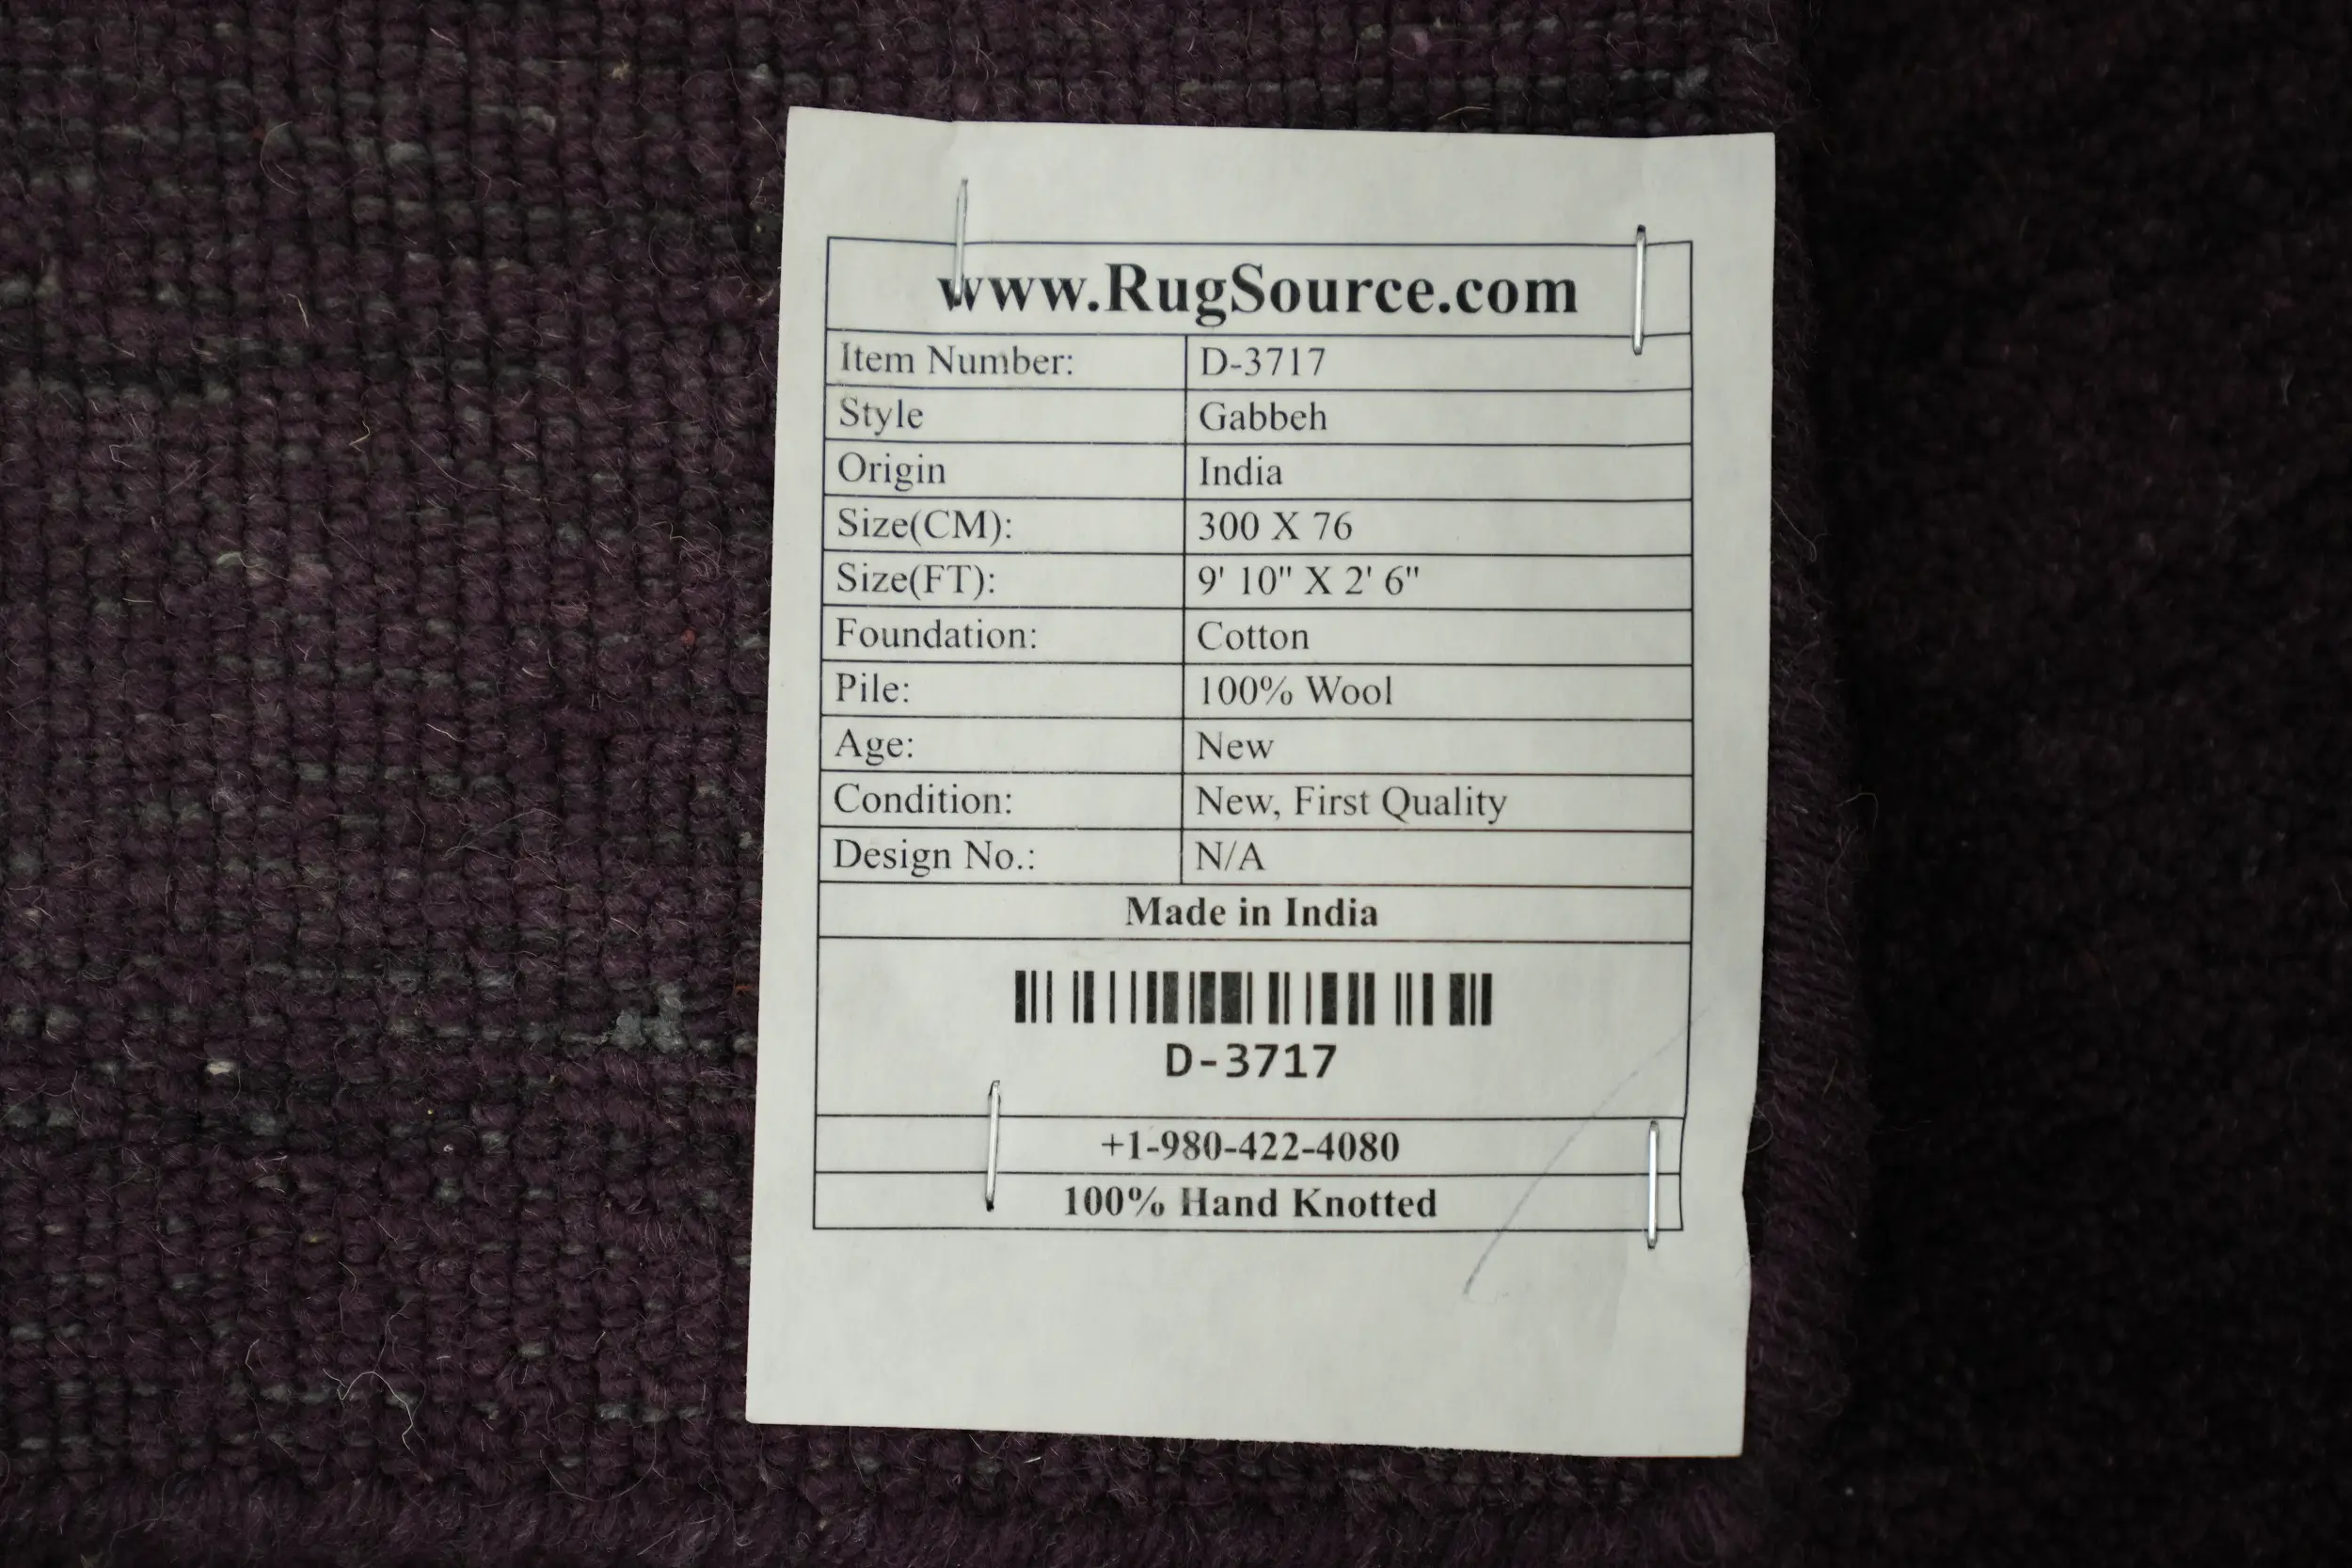 www.RugSource.com
Item Number: D-3717
Style Gabbeh
Origin India
Size(CM): 300 X 76
Size(FT): 9' 10" X 2' 6"
Foundation: Cotton
Pile: 100% Wool
Age: New
Condition: New, First Quality
Design No.: N/A
Made in India
D-3717
+1-980-422-4080
100% Hand Knotted